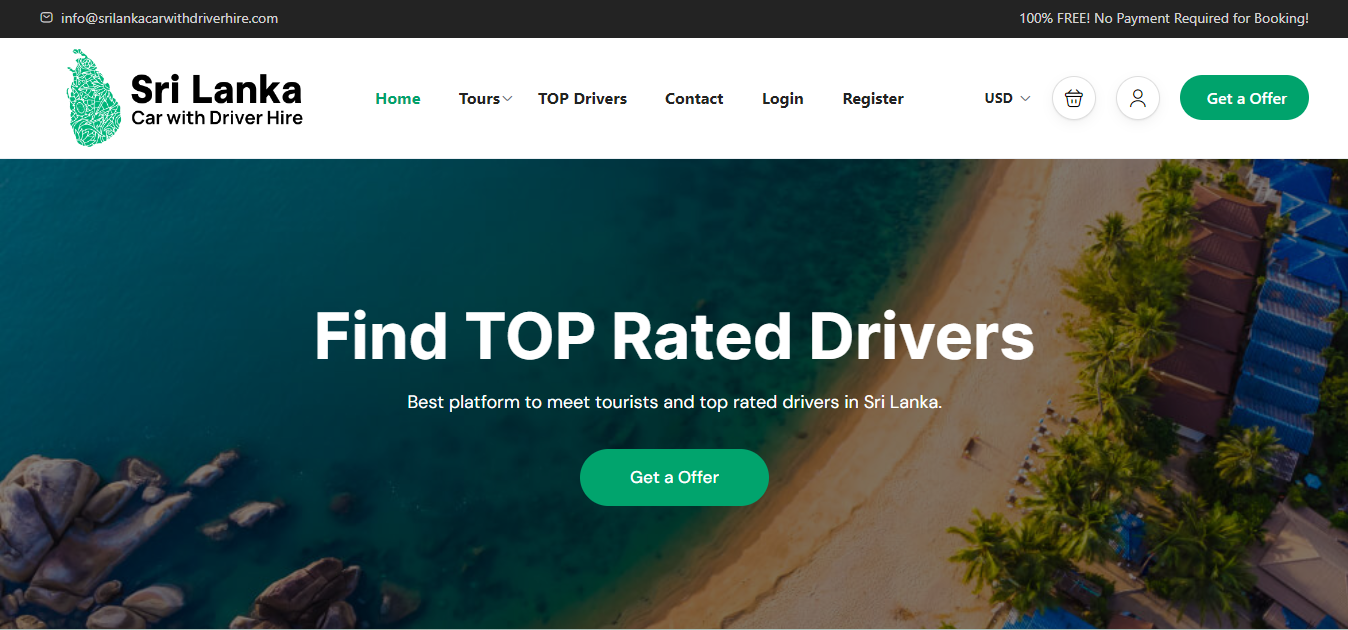 info@srilankacarwithdriverhire.com
100% FREE! No Payment Required for Booking!
Sri Lanka
Car with Driver Hire
Home
Tours
TOP Drivers
Contact
Login
Register
USD
Get a Offer
Find TOP Rated Drivers
Best platform to meet tourists and top rated drivers in Sri Lanka.
Get a Offer